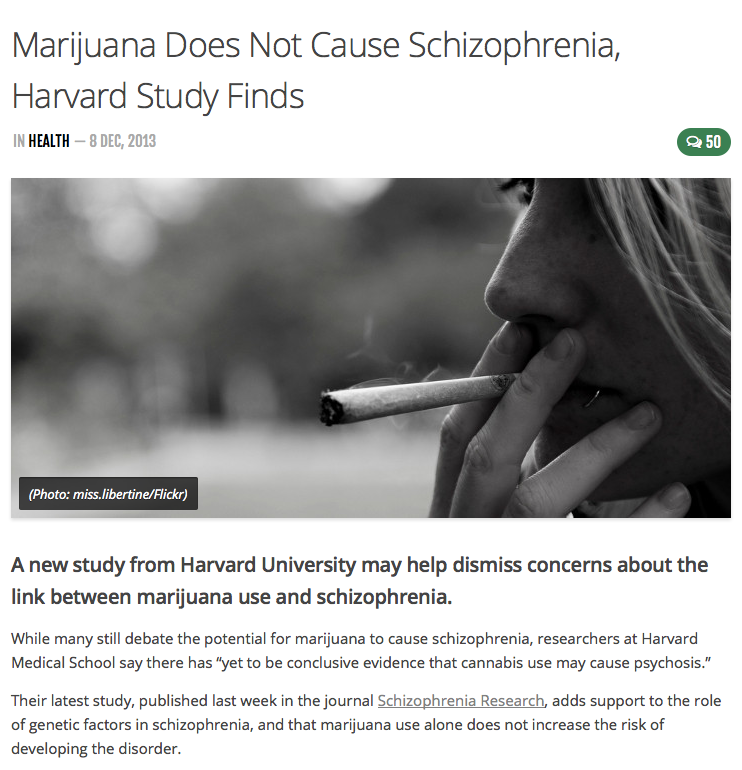 Marijuana Does Not Cause Schizophrenia,
Harvard Study Finds
IN HEALTH — 8 DEC, 2013
50
(Photo: miss.libertine/Flickr)
A new study from Harvard University may help dismiss concerns about the
link between marijuana use and schizophrenia.
While many still debate the potential for marijuana to cause schizophrenia, researchers at Harvard
Medical School say there has “yet to be conclusive evidence that cannabis use may cause psychosis.”
Their latest study, published last week in the journal Schizophrenia Research, adds support to the role
of genetic factors in schizophrenia, and that marijuana use alone does not increase the risk of
developing the disorder.